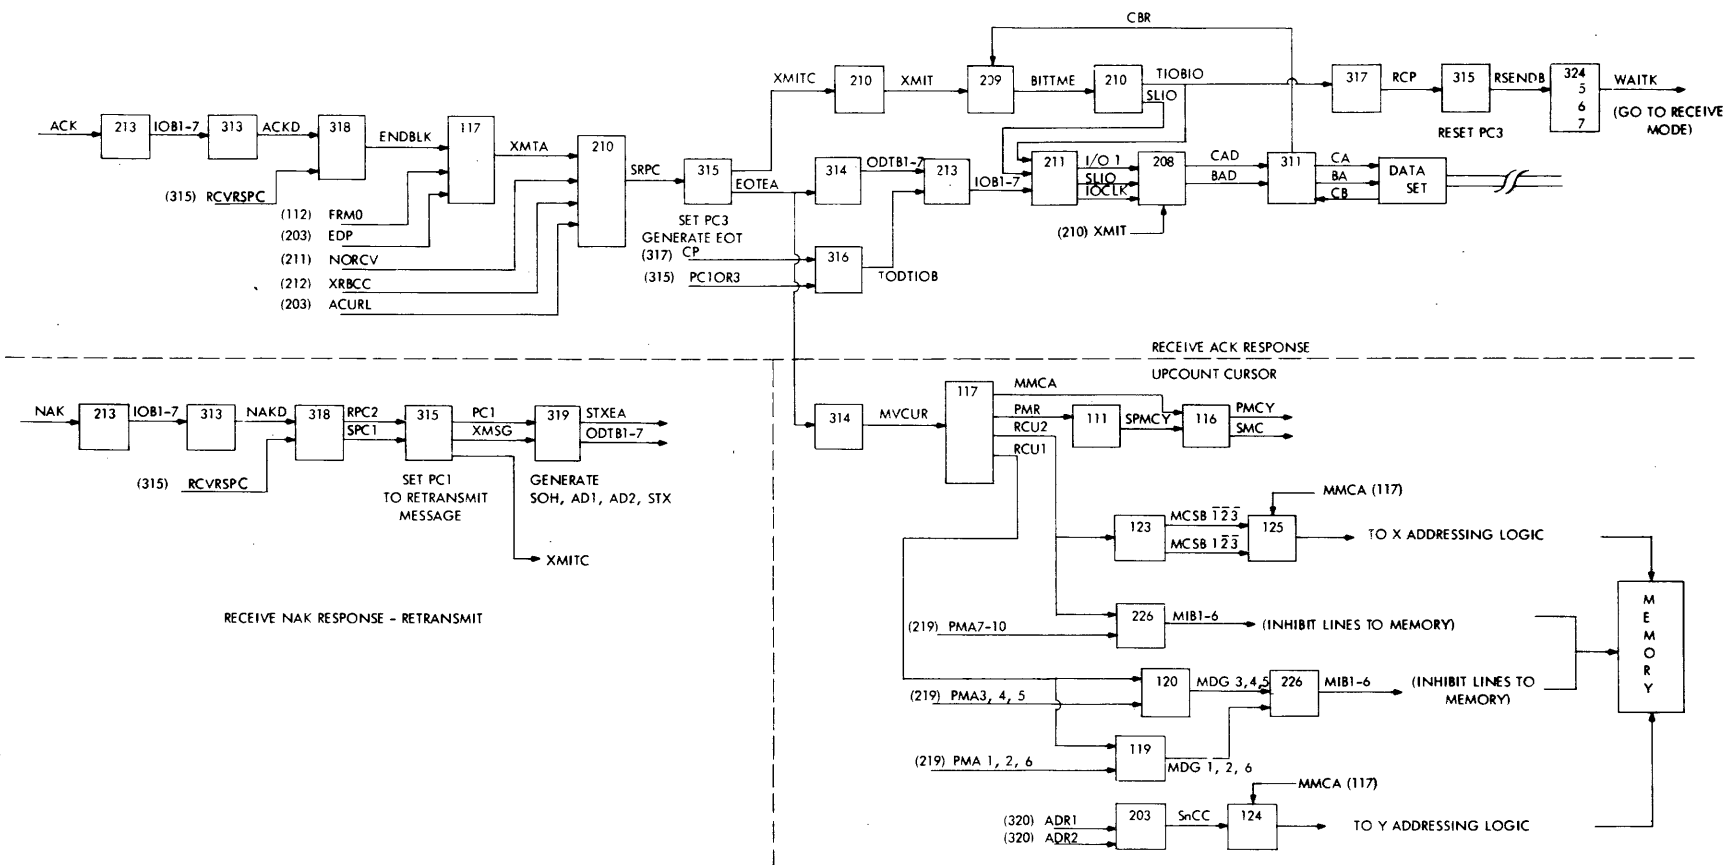 CBR
ACK
213
IOB1-7
313
ACKD
318
ENDBLK
(315) RCVRSPC
117
XMTA
(112) FRM0
(203) EDP
(211) NORCV
(212) XRBCC
(203) ACURL
210
SRPC
315
XMITC
EOTEA
SET PC3
GENERATE EOT
210
XMIT
209
BITTME
210
TIOBIO
SLIO
317
RCP
315
RSENDB
RESET PC3
324
5
6
7
WAITK
(GO TO RECEIVE
MODE)
314
ODTB1-7
213
IOB1-7
(317) CP
(315) PC1OR3
316
TODTIOB
211
I/O 1
SLIO
IOCLK
208
(210) XMIT
CAD
BAD
311
CA
BA
CB
DATA
SET
RECEIVE ACK RESPONSE
UPCOUNT CURSOR
NAK
213
IOB1-7
313
NAKD
318
(315) RCVRSPC
RPC2
SPC1
315
PC1
XMSG
319
STXEA
ODTB1-7
SET PC1
TO RETRANSMIT
MESSAGE
GENERATE
SOH, AD1, AD2, STX
XMITC
RECEIVE NAK RESPONSE - RETRANSMIT
314
MVCUR
117
MMCA
PMR
RCU2
RCU1
111
SPMCY
116
PMCY
SMC
123
MCSB 1̅2̅3̅
MCSB 12̅3̅
125
MMCA (117)
TO X ADDRESSING LOGIC
(219) PMA7-10
226
MIB1-6
(INHIBIT LINES TO MEMORY)
(219) PMA3, 4, 5
120
MDG 3,4,5
226
MIB1-6
(INHIBIT LINES TO
MEMORY)
(219) PMA 1, 2, 6
119
MDG 1, 2, 6
MMCA (117)
(320) ADR1
(320) ADR2
203
SnCC
124
TO Y ADDRESSING LOGIC
MEMORY